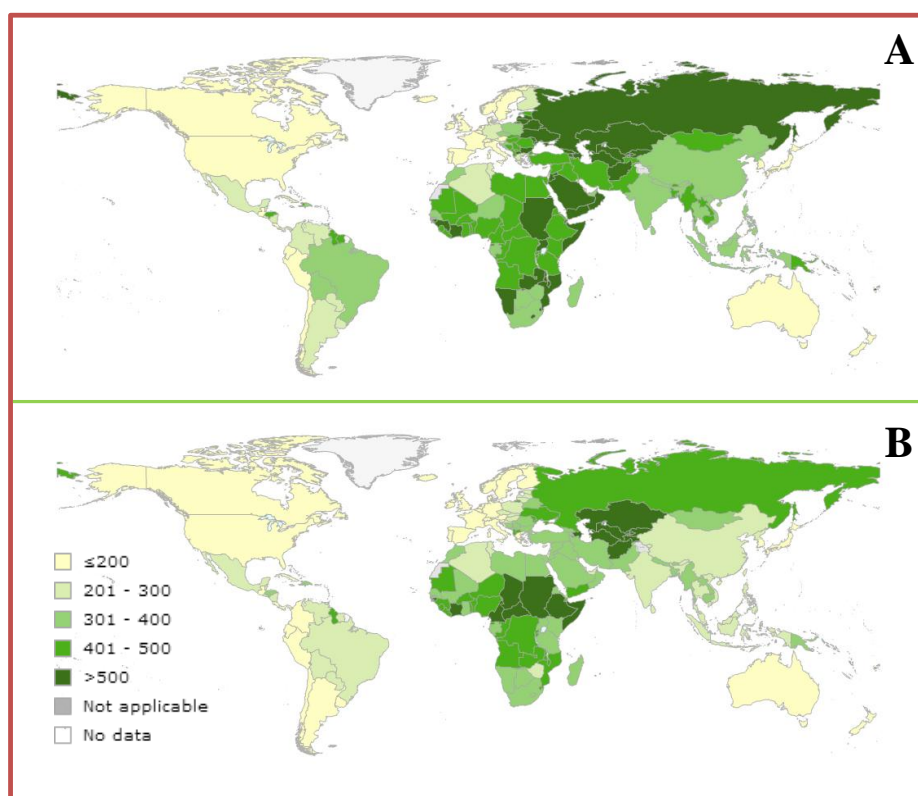 A
B
≤200
201 - 300
301 - 400
401 - 500
>500
Not applicable
No data